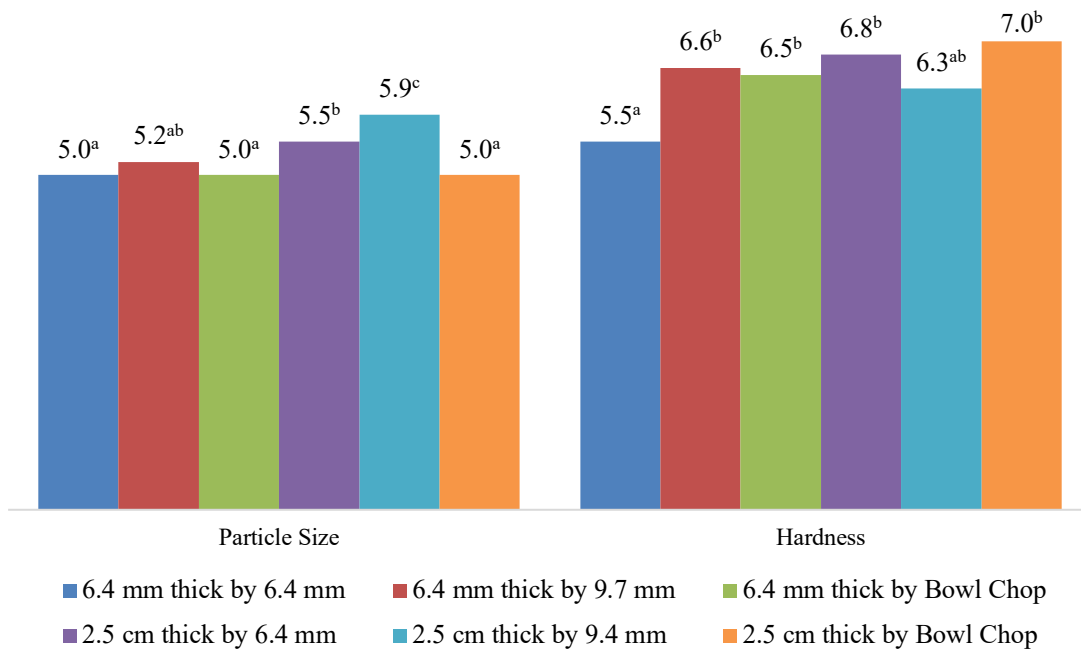 5.0ᵃ 5.2ᵃᵇ 5.0ᵃ 5.5ᵇ 5.9ᶜ 5.0ᵃ 5.5ᵃ 6.6ᵇ 6.5ᵇ 6.8ᵇ 6.3ᵃᵇ 7.0ᵇ
Particle Size Hardness
6.4 mm thick by 6.4 mm 6.4 mm thick by 9.7 mm 6.4 mm thick by Bowl Chop
2.5 cm thick by 6.4 mm 2.5 cm thick by 9.4 mm 2.5 cm thick by Bowl Chop